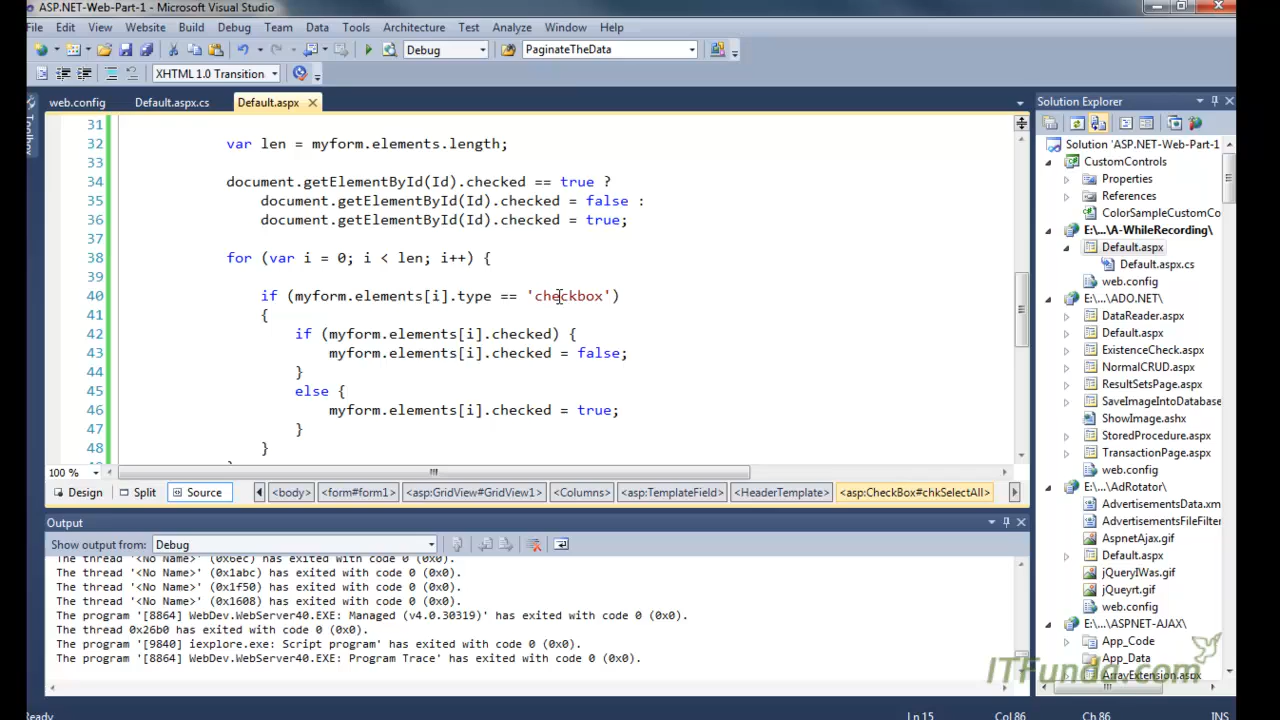 ASP.NET-Web-Part-1 - Microsoft Visual Studio
File Edit View Website Build Debug Team Data Tools Architecture Test Analyze Window Help
Debug PaginateTheData
XHTML 1.0 Transition
web.config Default.aspx.cs Default.aspx
Toolbox
31
32 var len = myform.elements.length;
33
34 document.getElementById(Id).checked == true ?
35 document.getElementById(Id).checked = false :
36 document.getElementById(Id).checked = true;
37
38 for (var i = 0; i < len; i++) {
39
40 if (myform.elements[i].type == 'checkbox')
41 {
42 if (myform.elements[i].checked) {
43 myform.elements[i].checked = false;
44 }
45 else {
46 myform.elements[i].checked = true;
47 }
48 }
100 %
Design Split Source <body> <form#form1> <asp:GridView#GridView1> <Columns> <asp:TemplateField> <HeaderTemplate> <asp:CheckBox#chkSelectAll>
Output
Show output from: Debug
The thread '<No Name>' (0x6ec) has exited with code 0 (0x0).
The thread '<No Name>' (0x1abc) has exited with code 0 (0x0).
The thread '<No Name>' (0x1f50) has exited with code 0 (0x0).
The thread '<No Name>' (0x1608) has exited with code 0 (0x0).
The program '[8864] WebDev.WebServer40.EXE: Managed (v4.0.30319)' has exited with code 0 (0x0).
The thread 0x26b0 has exited with code 0 (0x0).
The program '[9840] iexplore.exe: Script program' has exited with code 0 (0x0).
The program '[8864] WebDev.WebServer40.EXE: Program Trace' has exited with code 0 (0x0).
Solution Explorer
Solution 'ASP.NET-Web-Part-1
CustomControls
Properties
References
ColorSampleCustomCo
E:\...\A-WhileRecording\
Default.aspx
Default.aspx.cs
web.config
E:\...\ADO.NET\
DataReader.aspx
Default.aspx
ExistenceCheck.aspx
NormalCRUD.aspx
ResultSetsPage.aspx
SaveImageIntoDatabase
ShowImage.ashx
StoredProcedure.aspx
TransactionPage.aspx
web.config
E:\...\AdRotator\
AdvertisementsData.xm
AdvertisementsFileFilter
AspnetAjax.gif
Default.aspx
jQueryIWas.gif
jQueyrt.gif
web.config
E:\...\ASPNET-AJAX\
App_Code
App_Data
ArrayExtension.aspx
ITFunda.com
Ready Ln 15 Col 86 Ch 86 INS